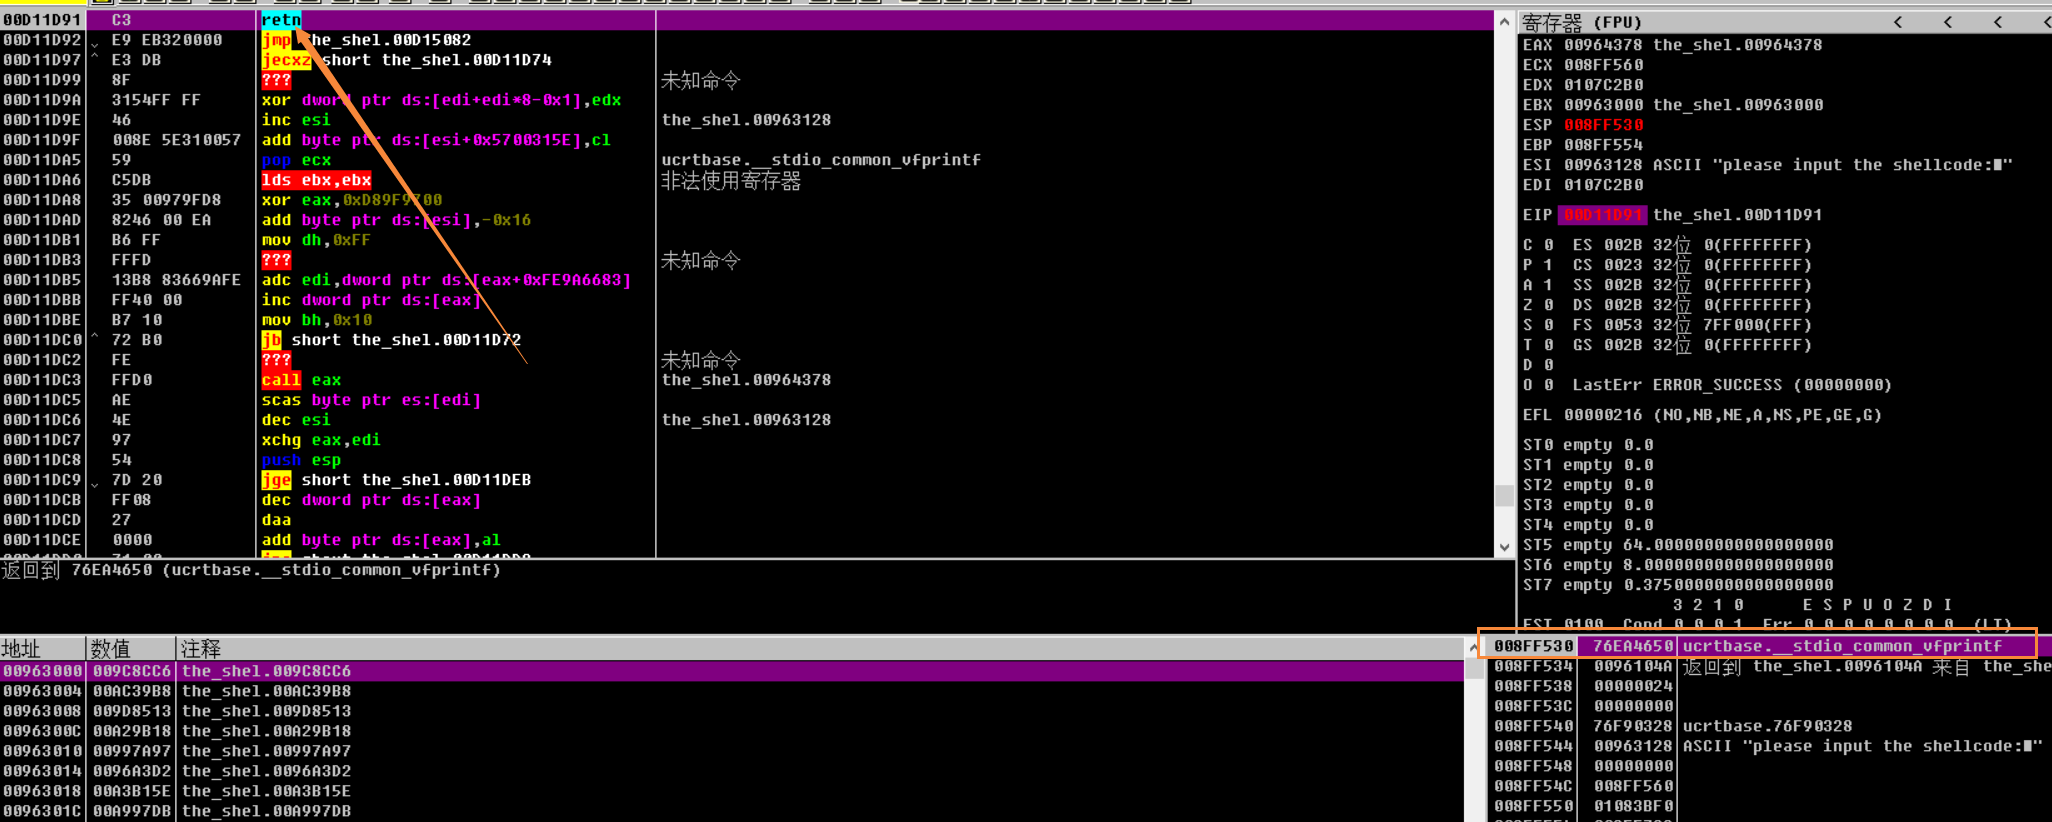 00D11D91 C3 retn
00D11D92 E9 EB320000 jmp the_shel.00D15082
00D11D97 E3 DB jecxz short the_shel.00D11D74
00D11D99 8F ??? 未知命令
00D11D9A 3154FF FF xor dword ptr ds:[edi+edi*8-0x1],edx
00D11D9E 46 inc esi the_shel.00963128
00D11D9F 008E 5E310057 add byte ptr ds:[esi+0x5700315E],cl
00D11DA5 59 pop ecx ucrtbase.__stdio_common_vfprintf
00D11DA6 C5DB lds ebx,ebx 非法使用寄存器
00D11DA8 35 00979FD8 xor eax,0xD89F9700
00D11DAD 8246 00 EA add byte ptr ds:[esi],-0x16
00D11DB1 B6 FF mov dh,0xFF
00D11DB3 FFFD ??? 未知命令
00D11DB5 13B8 83669AFE adc edi,dword ptr ds:[eax+0xFE9A6683]
00D11DBB FF40 00 inc dword ptr ds:[eax]
00D11DBE B7 10 mov bh,0x10
00D11DC0 72 B0 jb short the_shel.00D11D72
00D11DC2 FE ??? 未知命令
00D11DC3 FFD0 call eax the_shel.00964378
00D11DC5 AE scas byte ptr es:[edi]
00D11DC6 4E dec esi the_shel.00963128
00D11DC7 97 xchg eax,edi
00D11DC8 54 push esp
00D11DC9 7D 20 jge short the_shel.00D11DEB
00D11DCB FF08 dec dword ptr ds:[eax]
00D11DCD 27 daa
00D11DCE 0000 add byte ptr ds:[eax],al
返回到 76EA4650 (ucrtbase.__stdio_common_vfprintf)
寄存器 (FPU) < < < <
EAX 00964378 the_shel.00964378
ECX 008FF560
EDX 0107C2B0
EBX 00963000 the_shel.00963000
ESP 008FF530
EBP 008FF554
ESI 00963128 ASCII "please input the shellcode:"
EDI 0107C2B0
EIP 00D11D91 the_shel.00D11D91
C 0 ES 002B 32位 0(FFFFFFFF)
P 1 CS 0023 32位 0(FFFFFFFF)
A 1 SS 002B 32位 0(FFFFFFFF)
Z 0 DS 002B 32位 0(FFFFFFFF)
S 0 FS 0053 32位 7FF000(FFF)
T 0 GS 002B 32位 0(FFFFFFFF)
D 0
O 0 LastErr ERROR_SUCCESS (00000000)
EFL 00000216 (NO,NB,NE,A,NS,PE,GE,G)
ST0 empty 0.0
ST1 empty 0.0
ST2 empty 0.0
ST3 empty 0.0
ST4 empty 0.0
ST5 empty 64.000000000000000000
ST6 empty 8.0000000000000000000
ST7 empty 0.3750000000000000000
3 2 1 0 E S P U O Z D I
FST 0100 Cond 0 0 0 1 Err 0 0 0 0 0 0 0 0 (LT)
地址 数值 注释
00963000 009C8CC6 the_shel.009C8CC6
00963004 00AC39B8 the_shel.00AC39B8
00963008 009D8513 the_shel.009D8513
0096300C 00A29B18 the_shel.00A29B18
00963010 00997A97 the_shel.00997A97
00963014 0096A3D2 the_shel.0096A3D2
00963018 00A3B15E the_shel.00A3B15E
0096301C 00A997DB the_shel.00A997DB
008FF530 76EA4650 ucrtbase.__stdio_common_vfprintf
008FF534 0096104A 返回到 the_shel.0096104A 来自 the_she
008FF538 00000024
008FF53C 00000000
008FF540 76F90328 ucrtbase.76F90328
008FF544 00963128 ASCII "please input the shellcode:"
008FF548 00000000
008FF54C 008FF560
008FF550 01083BF0